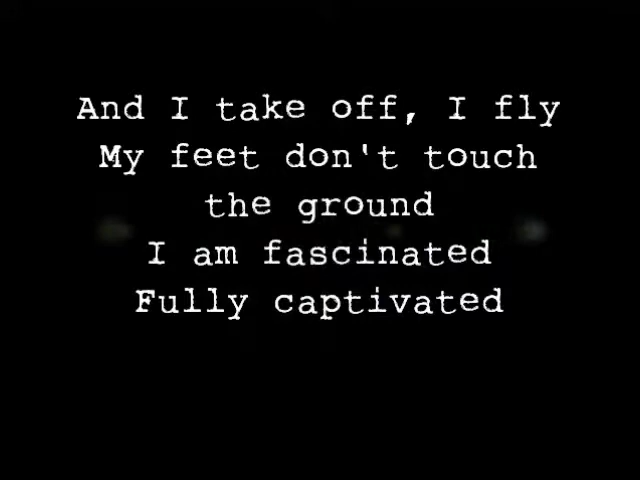 And I take off, I fly
My feet don't touch
the ground
I am fascinated
Fully captivated